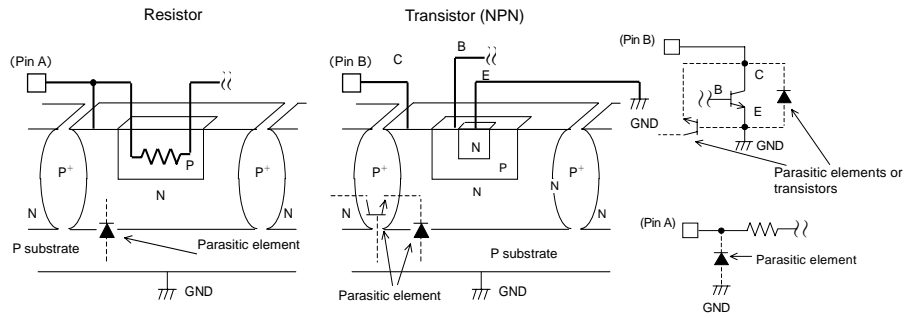 Resistor
(Pin A)
P+
P
P+
N
N
N
P substrate
Parasitic element
GND
Transistor (NPN)
(Pin B)
C
B
E
GND
P+
N
P
P+
N
N
N
N
P substrate
Parasitic element
GND
(Pin B)
C
B
E
GND
Parasitic elements or
transistors
(Pin A)
Parasitic element
GND